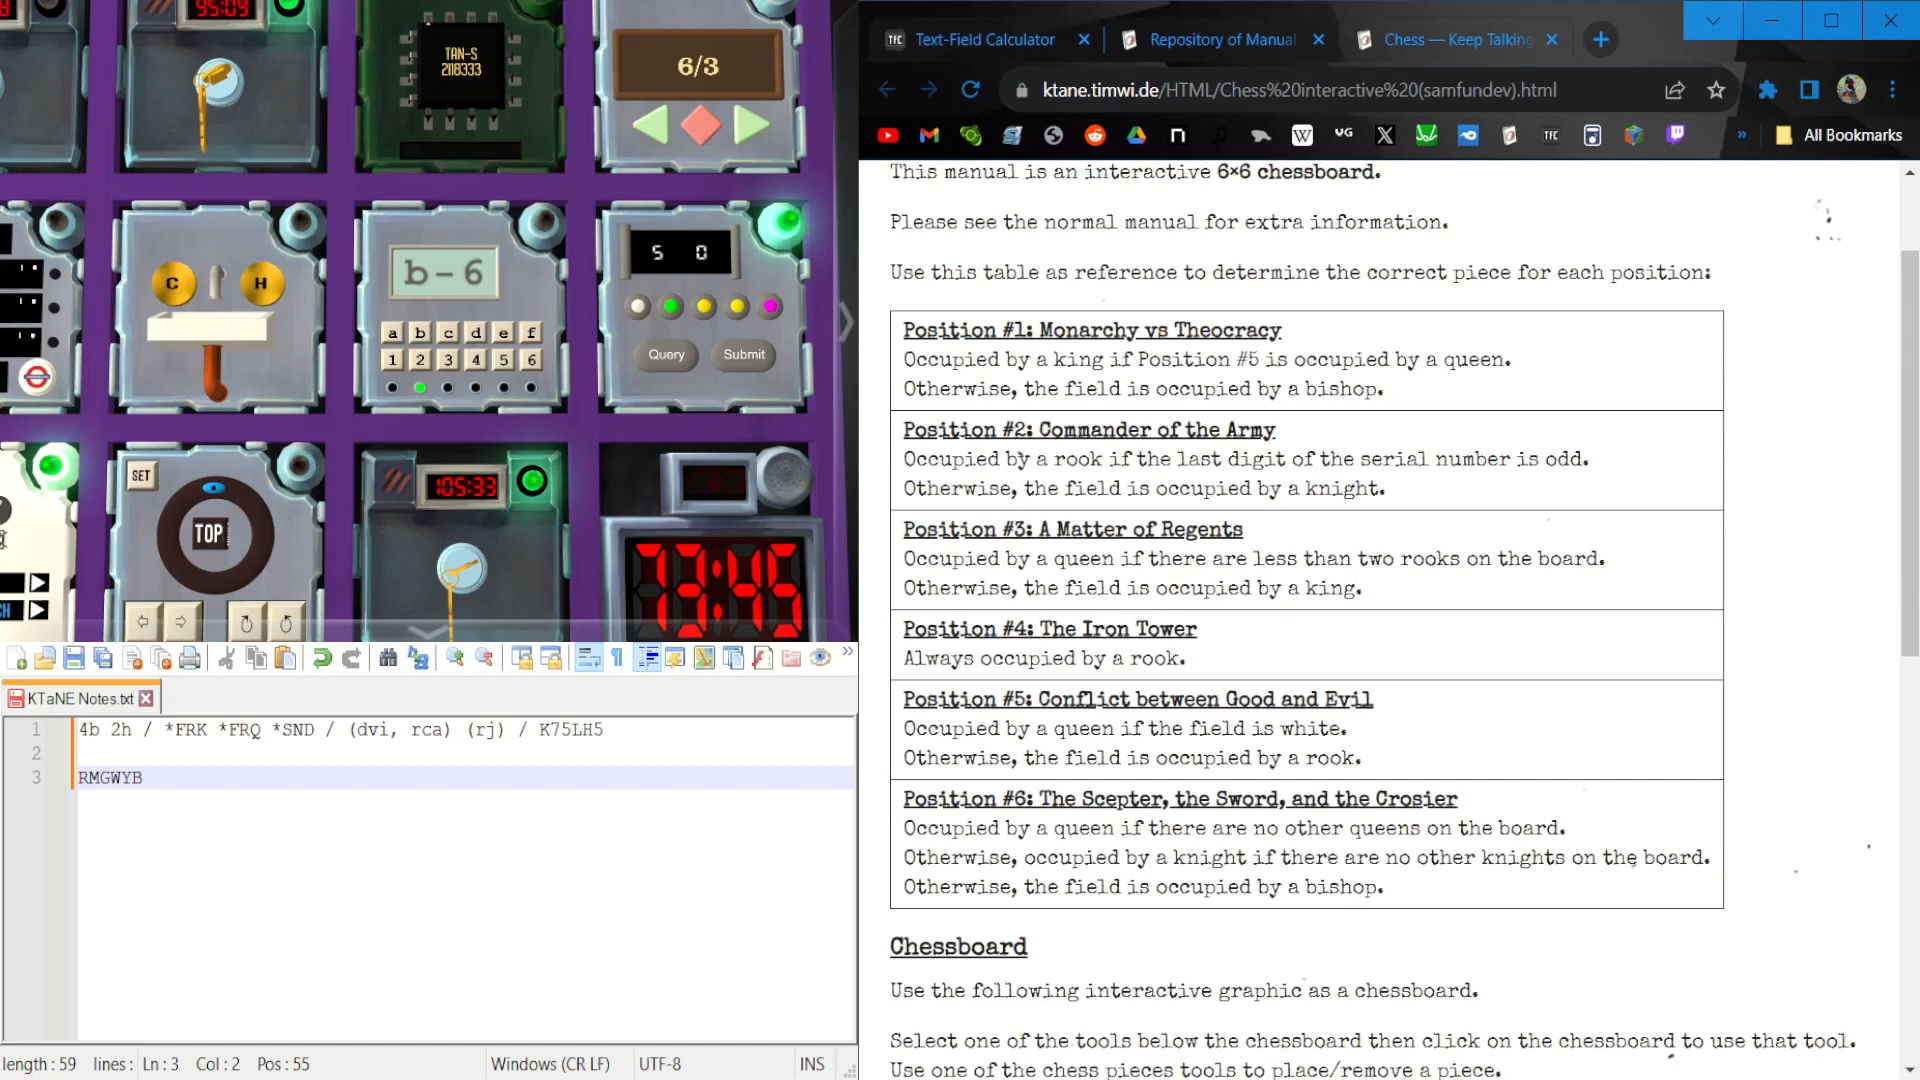 95:09
TAN-S
2118333
6/3
C
H
b-6
a b c d e f
1 2 3 4 5 6
5 0
Query
Submit
SET
TOP
105:33
13:45
CH
KTaNE Notes.txt
1 4b 2h / *FRK *FRQ *SND / (dvi, rca) (rj) / K75LH5
2
3 RMGWYB
length : 59 lines : Ln : 3 Col : 2 Pos : 55 Windows (CR LF) UTF-8 INS
TFC Text-Field Calculator
Repository of Manual
Chess — Keep Talking
ktane.timwi.de/HTML/Chess%20interactive%20(samfundev).html
VG
TFC
» All Bookmarks
This manual is an interactive 6×6 chessboard.
Please see the normal manual for extra information.
Use this table as reference to determine the correct piece for each position:
Position #1: Monarchy vs Theocracy
Occupied by a king if Position #5 is occupied by a queen.
Otherwise, the field is occupied by a bishop.
Position #2: Commander of the Army
Occupied by a rook if the last digit of the serial number is odd.
Otherwise, the field is occupied by a knight.
Position #3: A Matter of Regents
Occupied by a queen if there are less than two rooks on the board.
Otherwise, the field is occupied by a king.
Position #4: The Iron Tower
Always occupied by a rook.
Position #5: Conflict between Good and Evil
Occupied by a queen if the field is white.
Otherwise, the field is occupied by a rook.
Position #6: The Scepter, the Sword, and the Crosier
Occupied by a queen if there are no other queens on the board.
Otherwise, occupied by a knight if there are no other knights on the board.
Otherwise, the field is occupied by a bishop.
Chessboard
Use the following interactive graphic as a chessboard.
Select one of the tools below the chessboard then click on the chessboard to use that tool.
Use one of the chess pieces tools to place/remove a piece.